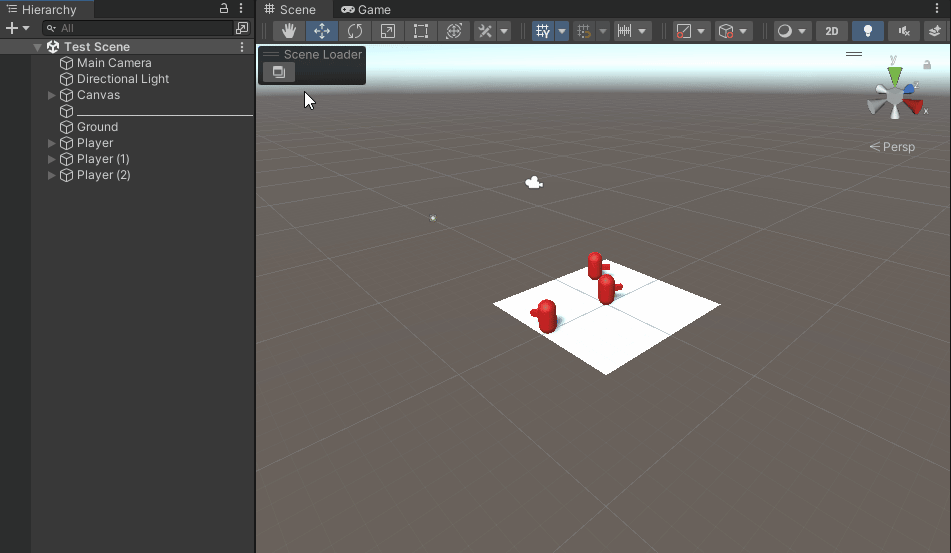 Hierarchy
All
Test Scene
Main Camera
Directional Light
Canvas
Ground
Player
Player (1)
Player (2)
Scene
Game
2D
Scene Loader
y
z
x
Persp